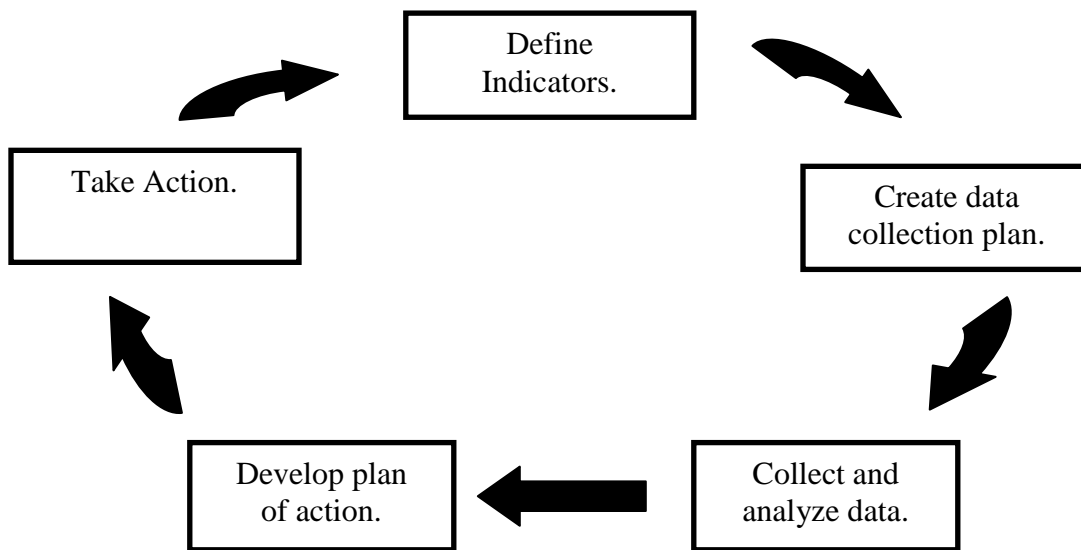 Define
Indicators.
Create data
collection plan.
Collect and
analyze data.
Develop plan
of action.
Take Action.